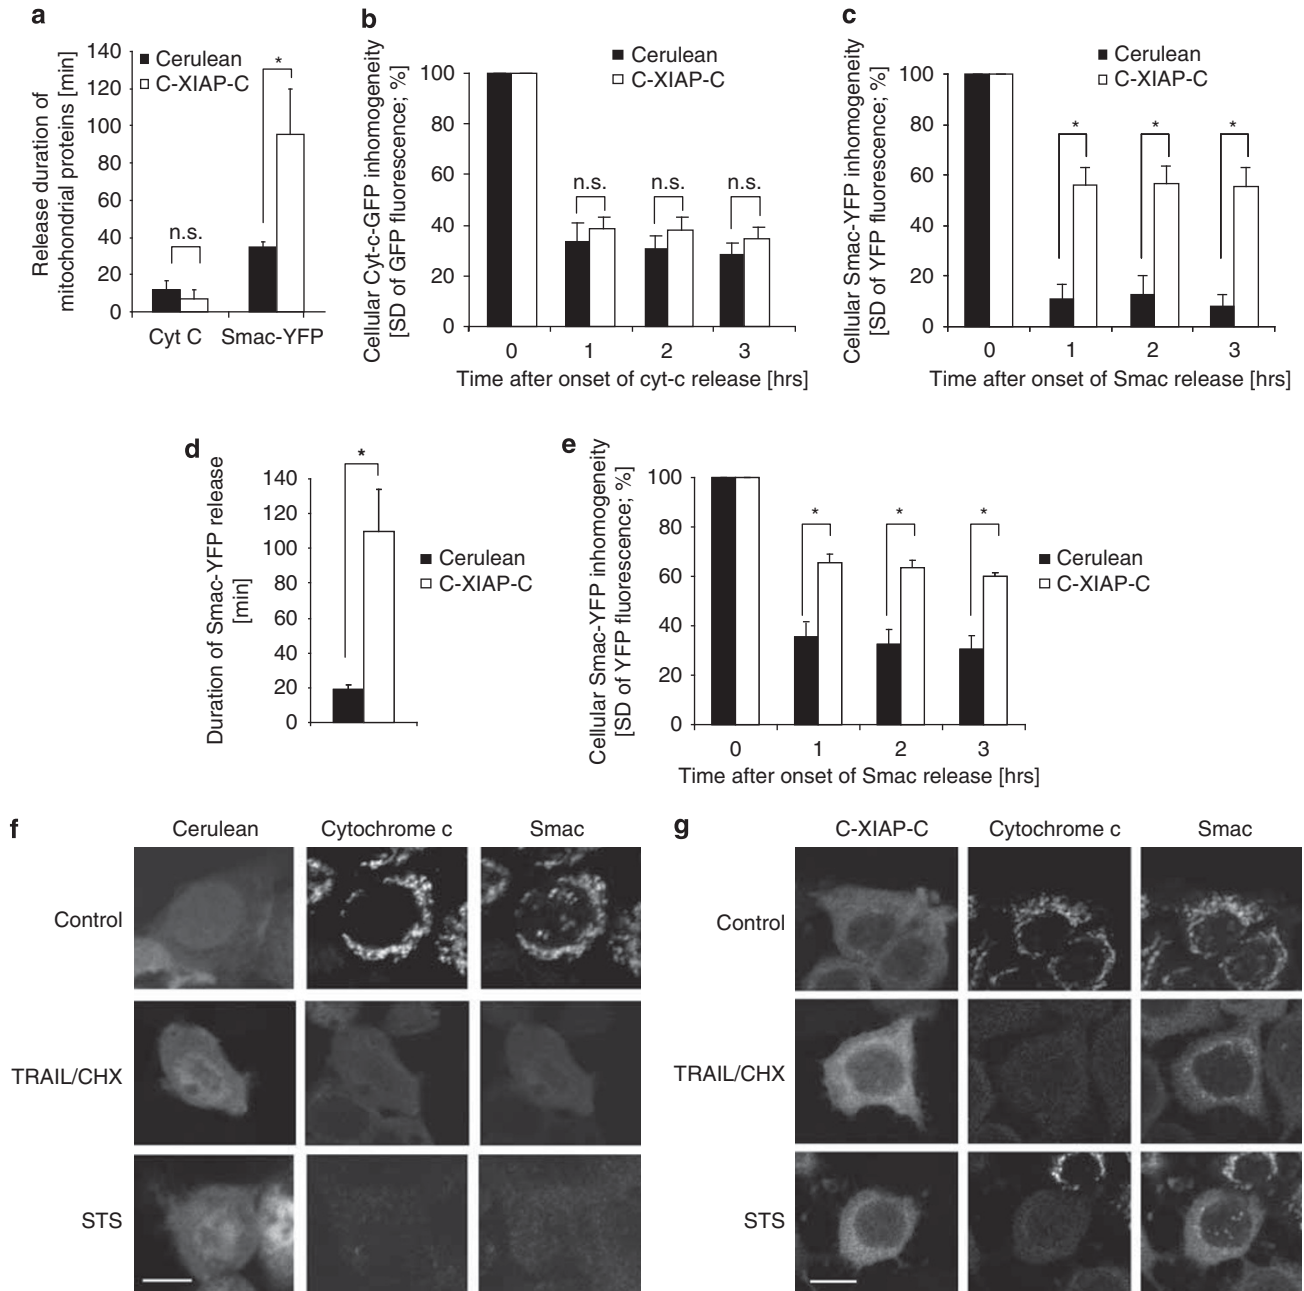 a
Release duration of
mitochondrial proteins [min]
140
120
100
80
60
40
20
0
Cerulean
C-XIAP-C
*
n.s.
Cyt C
Smac-YFP
b
Cellular Cyt-c-GFP inhomogeneity
[SD of GFP fluorescence; %]
100
80
60
40
20
0
Cerulean
C-XIAP-C
n.s.
n.s.
n.s.
0 1 2 3
Time after onset of cyt-c release [hrs]
c
Cellular Smac-YFP inhomogeneity
[SD of YFP fluorescence; %]
100
80
60
40
20
0
Cerulean
C-XIAP-C
* * *
0 1 2 3
Time after onset of Smac release [hrs]
d
Duration of Smac-YFP release
[min]
140
120
100
80
60
40
20
0
*
Cerulean
C-XIAP-C
e
Cellular Smac-YFP inhomogeneity
[SD of YFP fluorescence; %]
100
80
60
40
20
0
* * *
Cerulean
C-XIAP-C
0 1 2 3
Time after onset of Smac release [hrs]
f
Cerulean Cytochrome c Smac
Control
TRAIL/CHX
STS
g
C-XIAP-C Cytochrome c Smac
Control
TRAIL/CHX
STS